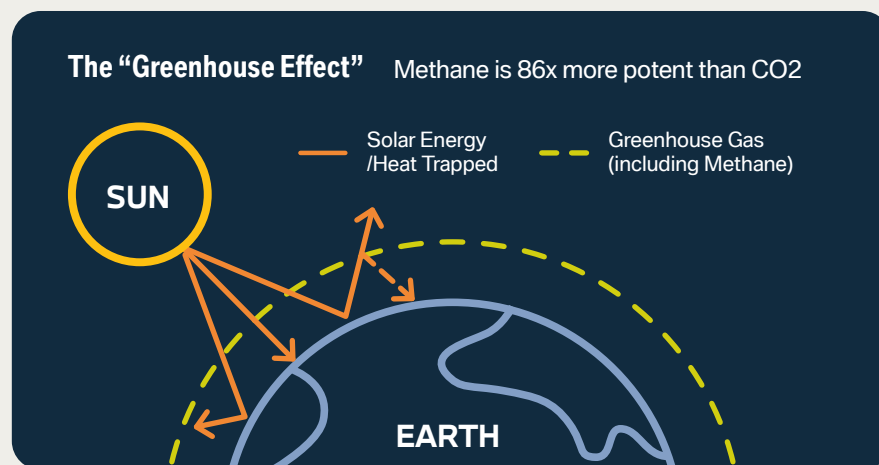 The “Greenhouse Effect”
Methane is 86x more potent than CO2
Solar Energy
/Heat Trapped
Greenhouse Gas
(including Methane)
SUN
EARTH